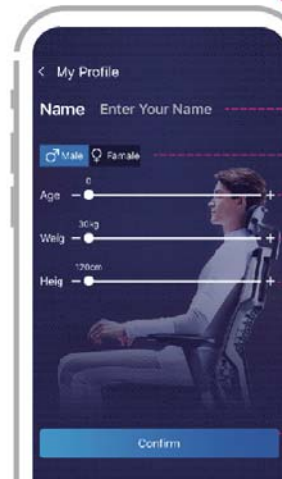 < My Profile
Name Enter Your Name
Male Famale
0
Age − +
30kg
Weig − +
120cm
Heig − +
Confirm